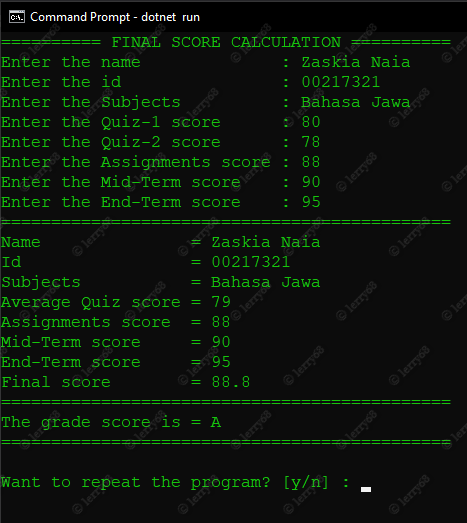 Command Prompt - dotnet run
========== FINAL SCORE CALCULATION ==========
Enter the name              : Zaskia Naia
Enter the id                : 00217321
Enter the Subjects          : Bahasa Jawa
Enter the Quiz-1 score      : 80
Enter the Quiz-2 score      : 78
Enter the Assignments score : 88
Enter the Mid-Term score    : 90
Enter the End-Term score    : 95
=============================================
Name               = Zaskia Naia
Id                 = 00217321
Subjects           = Bahasa Jawa
Average Quiz score = 79
Assignments score  = 88
Mid-Term score     = 90
End-Term score     = 95
Final score        = 88.8
=============================================
The grade score is = A
=============================================
Want to repeat the program? [y/n] :
© lerry68